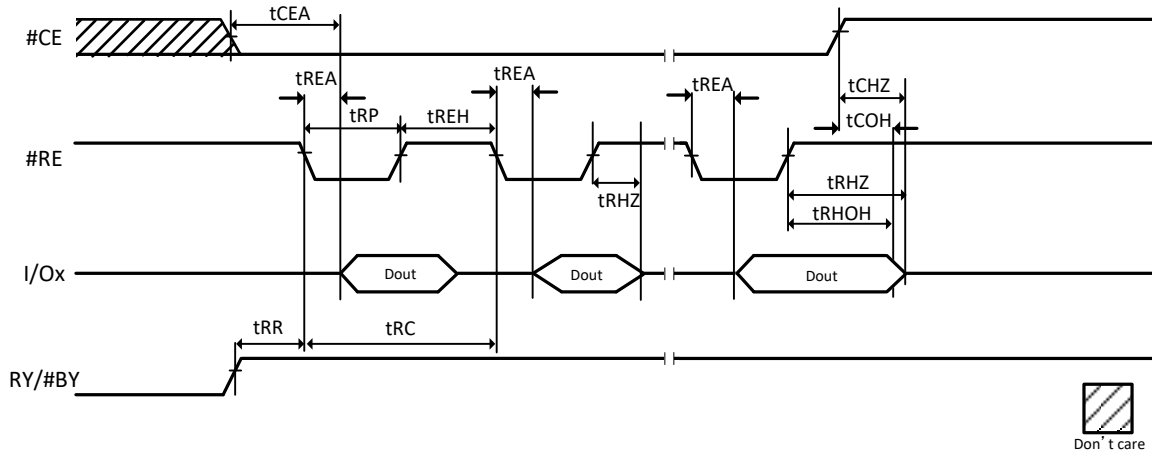 tCEA
#CE
tREA
tREA
tREA
tCHZ
tRP
tREH
tCOH
#RE
tRHZ
tRHZ
tRHOH
I/Ox
Dout
Dout
Dout
tRR
tRC
RY/#BY
Don't care